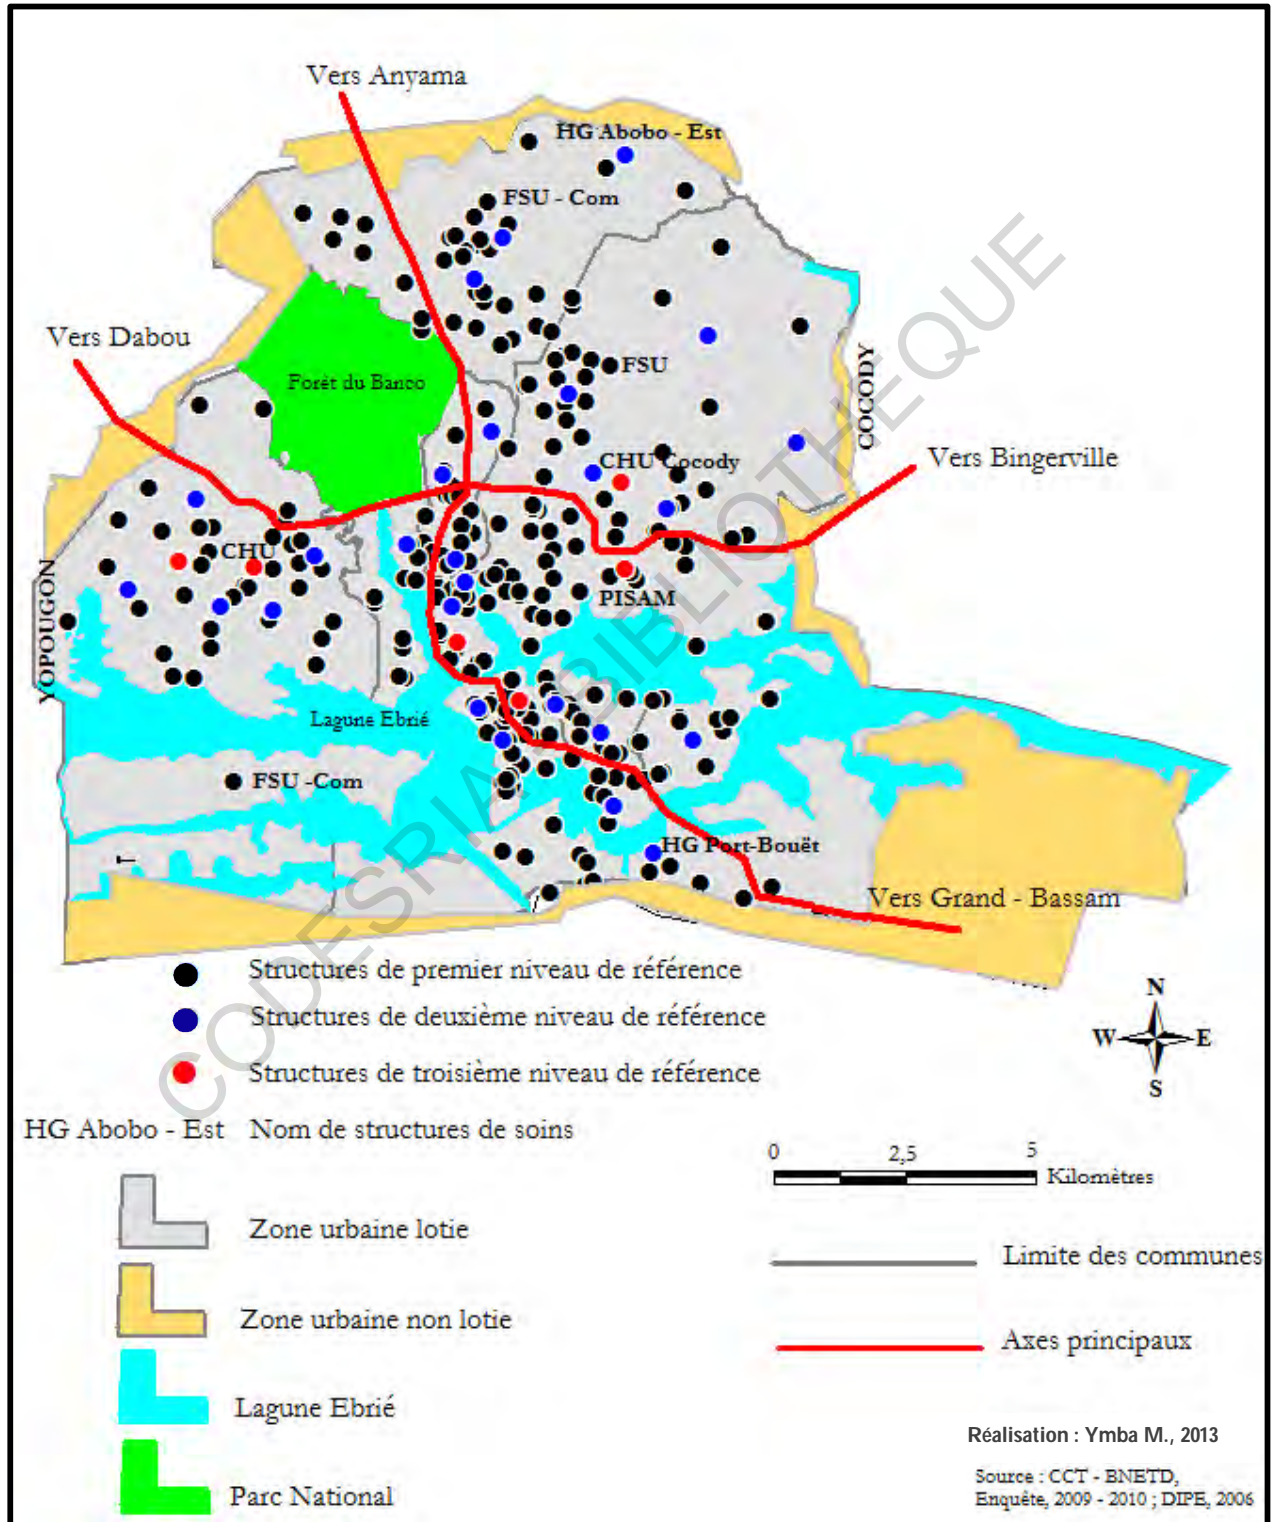 Vers Anyama
HG Abobo - Est
FSU - Com
Vers Dabou
Forêt du Banco
FSU
COCODY
CHU Cocody
Vers Bingerville
CHU
PISAM
YOPOUGON
Lagune Ebrié
FSU -Com
HG Port-Bouët
Vers Grand - Bassam
CODESRIA - BIBLIOTHEQUE
Structures de premier niveau de référence
Structures de deuxième niveau de référence
Structures de troisième niveau de référence
N
W E
S
HG Abobo - Est Nom de structures de soins
0 2,5 5
Kilomètres
Zone urbaine lotie
Limite des communes
Zone urbaine non lotie
Axes principaux
Lagune Ebrié
Parc National
Réalisation : Ymba M., 2013
Source : CCT - BNETD,
Enquête, 2009 - 2010 ; DIPE, 2006